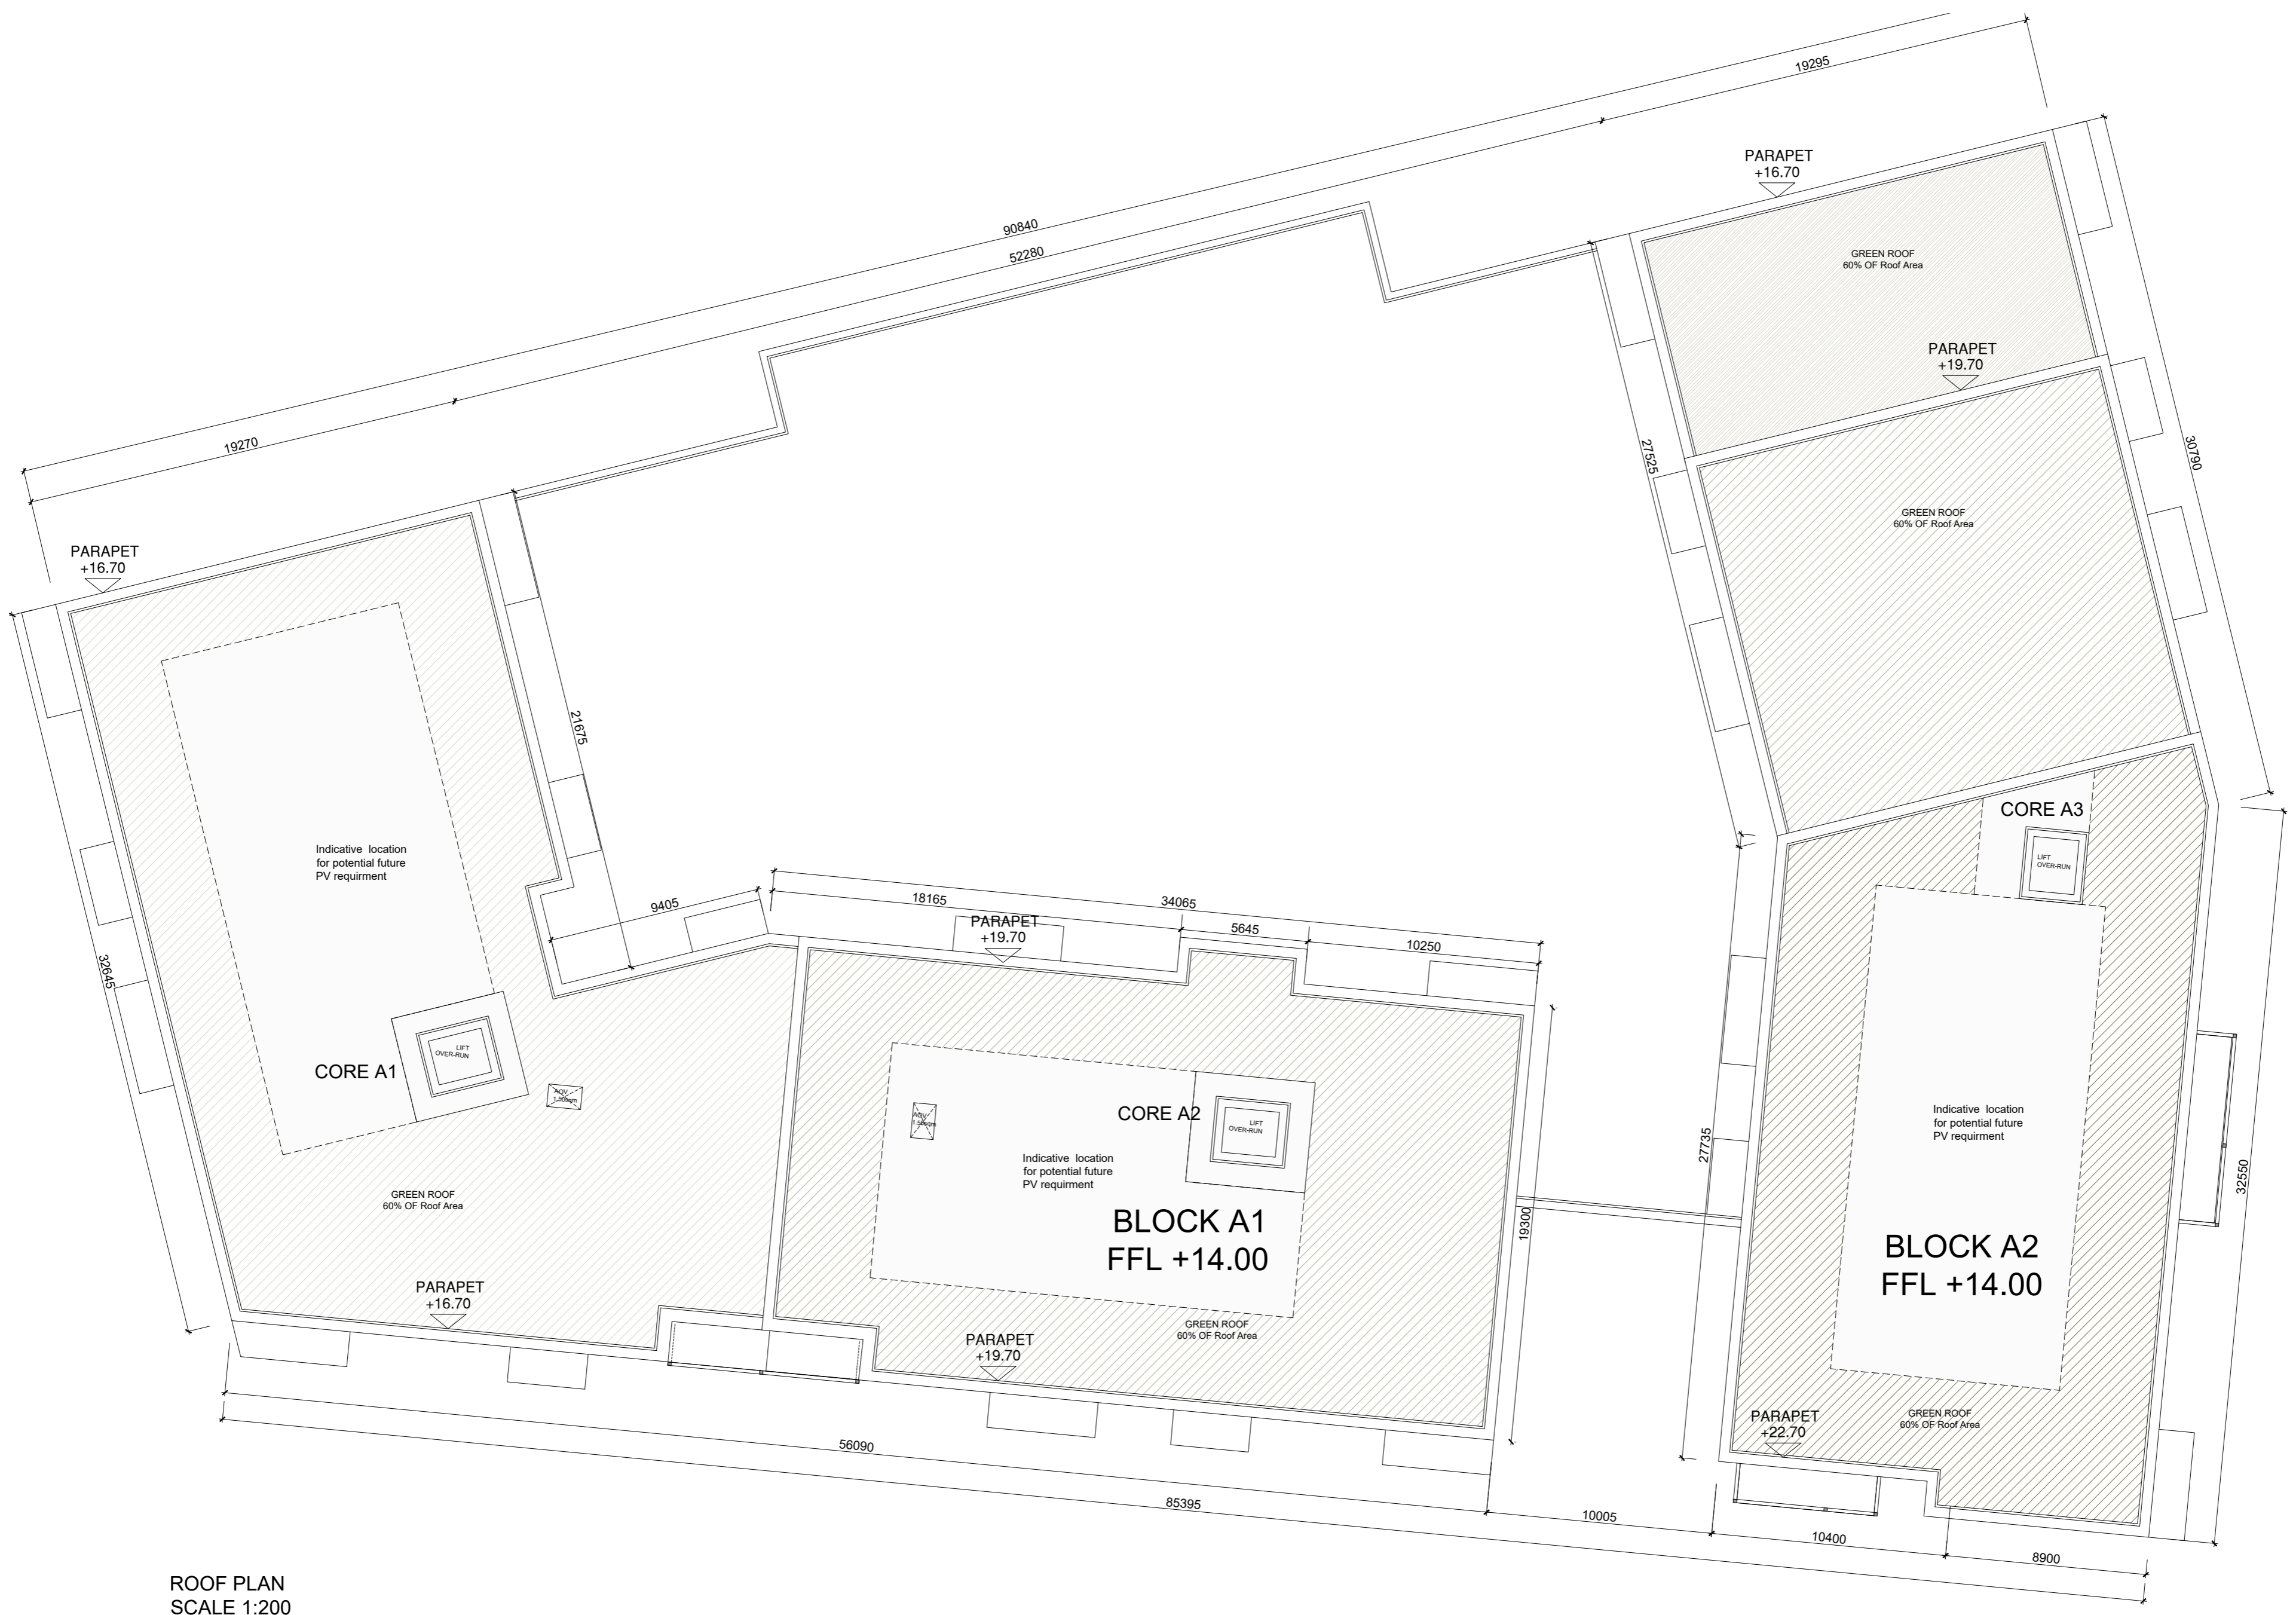 19295
PARAPET
+16.70
90840
52280
GREEN ROOF
60% OF Roof Area
PARAPET
+19.70
19270
27525
30790
GREEN ROOF
60% OF Roof Area
PARAPET
+16.70
21675
CORE A3
LIFT
OVER-RUN
Indicative location
for potential future
PV requirment
9405
18165
34065
PARAPET
+19.70
5645
10250
32645
LIFT
OVER-RUN
CORE A1
AOV
1.50sqm
AOV
1.50sqm
CORE A2
LIFT
OVER-RUN
Indicative location
for potential future
PV requirment
Indicative location
for potential future
PV requirment
27735
32550
GREEN ROOF
60% OF Roof Area
BLOCK A1
FFL +14.00
19300
BLOCK A2
FFL +14.00
PARAPET
+16.70
GREEN ROOF
60% OF Roof Area
PARAPET
+19.70
PARAPET
+22.70
GREEN ROOF
60% OF Roof Area
56090
85395
10005
10400
8900
ROOF PLAN
SCALE 1:200